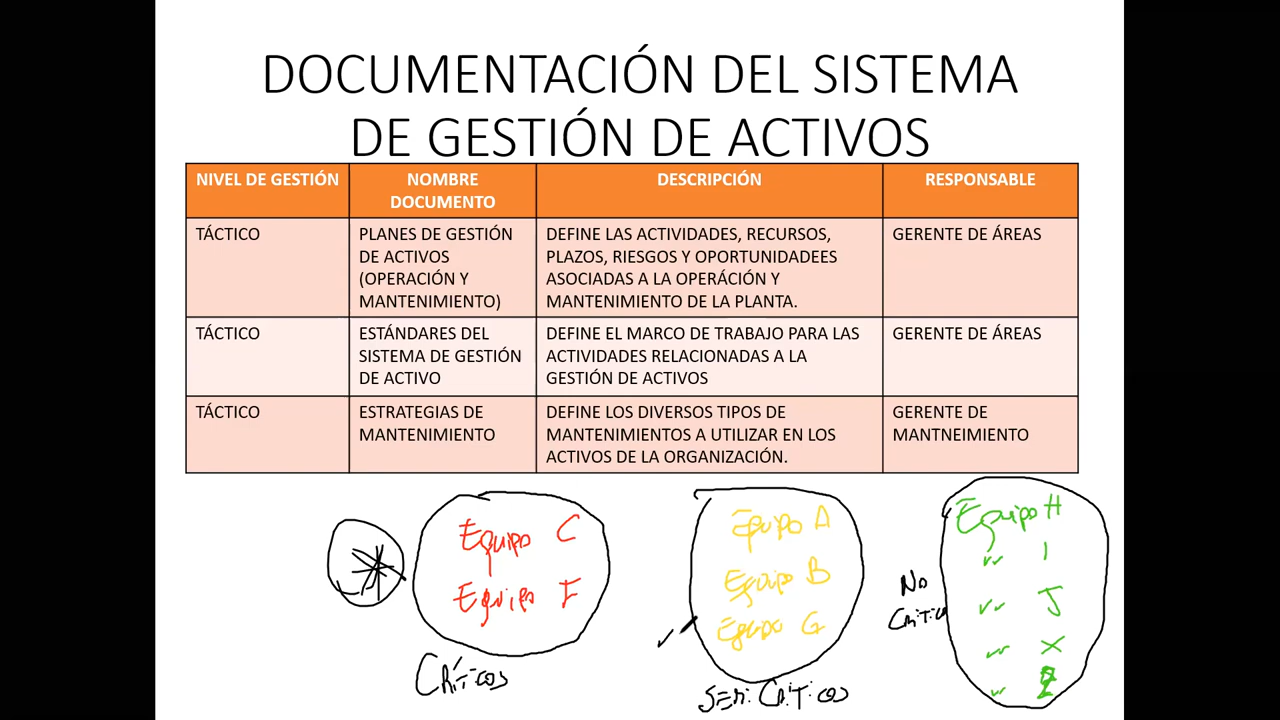 DOCUMENTACIÓN DEL SISTEMA
DE GESTIÓN DE ACTIVOS
NIVEL DE GESTIÓN
NOMBRE
DOCUMENTO
DESCRIPCIÓN
RESPONSABLE
TÁCTICO
PLANES DE GESTIÓN
DE ACTIVOS
(OPERACIÓN Y
MANTENIMIENTO)
DEFINE LAS ACTIVIDADES, RECURSOS,
PLAZOS, RIESGOS Y OPORTUNIDADEES
ASOCIADAS A LA OPERÁCIÓN Y
MANTENIMIENTO DE LA PLANTA.
GERENTE DE ÁREAS
TÁCTICO
ESTÁNDARES DEL
SISTEMA DE GESTIÓN
DE ACTIVO
DEFINE EL MARCO DE TRABAJO PARA LAS
ACTIVIDADES RELACIONADAS A LA
GESTIÓN DE ACTIVOS
GERENTE DE ÁREAS
TÁCTICO
ESTRATEGIAS DE
MANTENIMIENTO
DEFINE LOS DIVERSOS TIPOS DE
MANTENIMIENTOS A UTILIZAR EN LOS
ACTIVOS DE LA ORGANIZACIÓN.
GERENTE DE
MANTNEIMIENTO
Equipo C
Equipo
Críticos
Equipo A
Equipo B
Equipo G
Semi Criticos
No
Critico
Equipo H
I
J
X